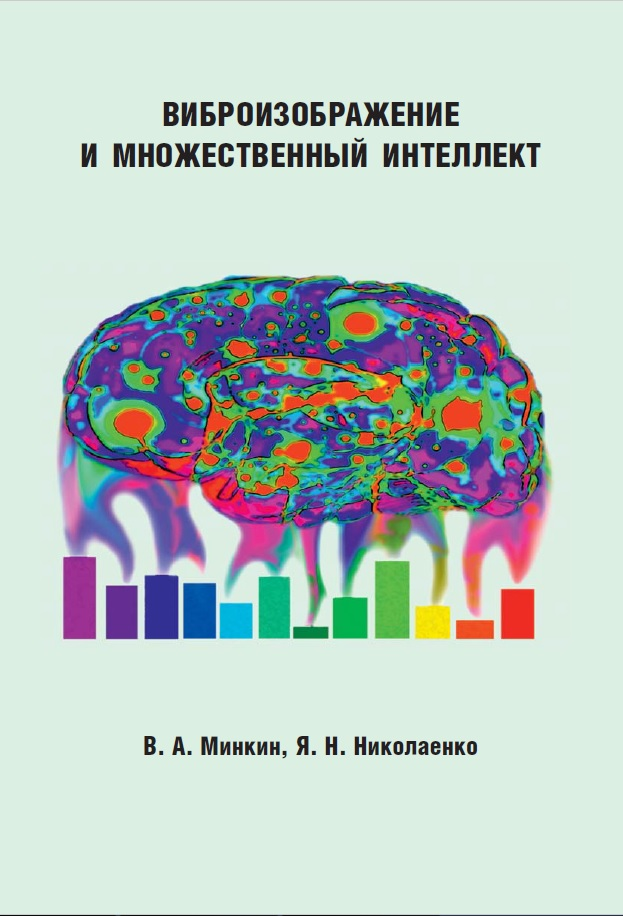 ВИБРОИЗОБРАЖЕНИЕ
И МНОЖЕСТВЕННЫЙ ИНТЕЛЛЕКТ
В. А. Минкин, Я. Н. Николаенко